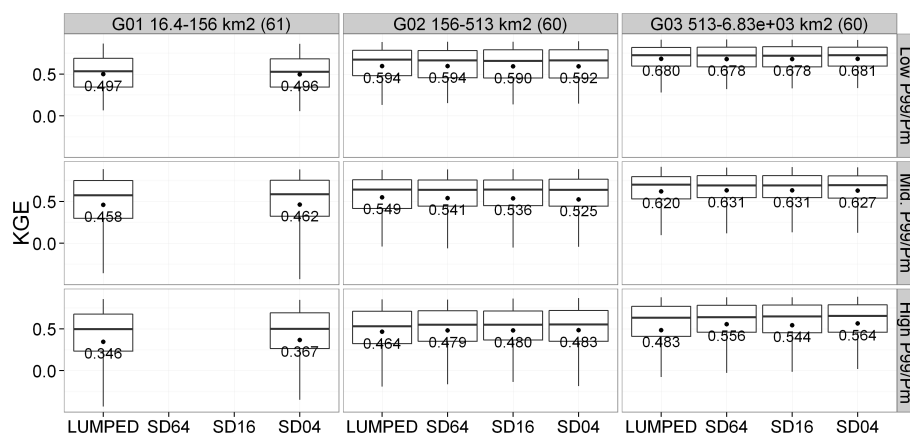 G01 16.4-156 km2 (61) G02 156-513 km2 (60) G03 513-6.83e+03 km2 (60)
0.5
0.0
0.497 0.496 0.594 0.594 0.590 0.592 0.680 0.678 0.678 0.681
Low Pgg/Pm
KGE
0.5
0.0
0.458 0.462 0.549 0.541 0.536 0.525 0.620 0.631 0.631 0.627
Mid. Pgg/Pm
0.5
0.0
0.346 0.367 0.464 0.479 0.480 0.483 0.483 0.556 0.544 0.564
High Pgg/Pm
LUMPED SD64 SD16 SD04 LUMPED SD64 SD16 SD04 LUMPED SD64 SD16 SD04